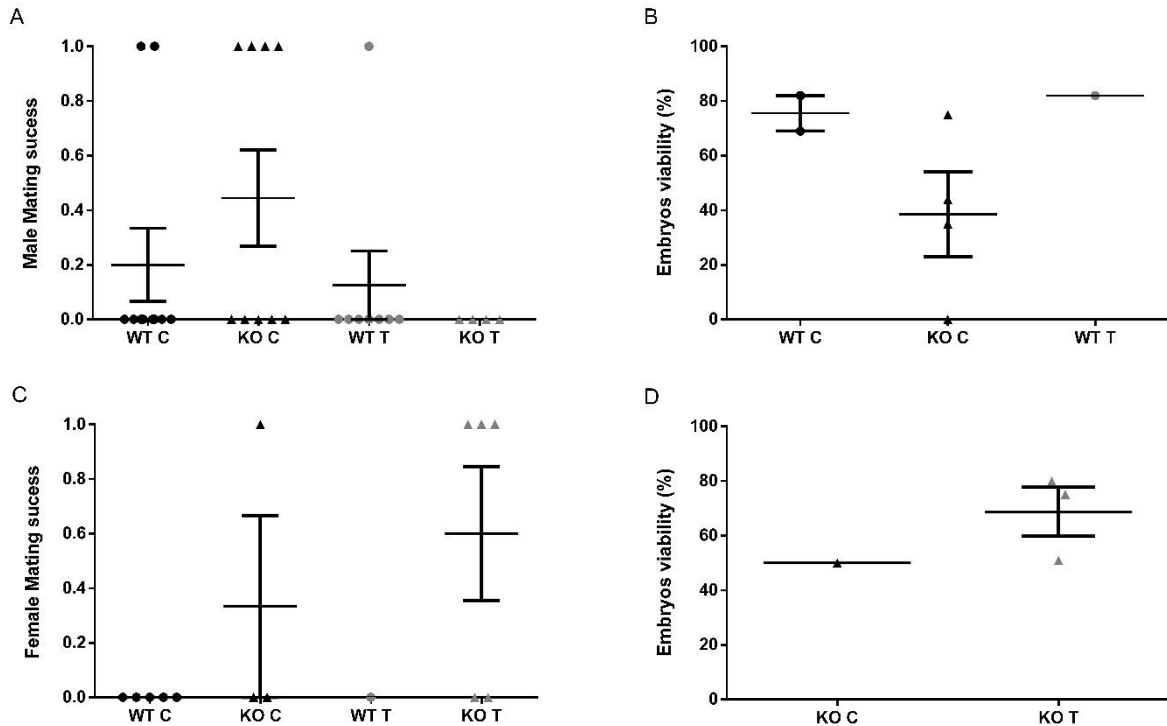 A
Male Mating sucess
1.0
0.8
0.6
0.4
0.2
0.0
WT C KO C WT T KO T
B
Embryos viability (%)
100
80
60
40
20
0
WT C KO C WT T
C
Female Mating sucess
1.0
0.8
0.6
0.4
0.2
0.0
WT C KO C WT T KO T
D
Embryos viability (%)
100
80
60
40
20
0
KO C KO T